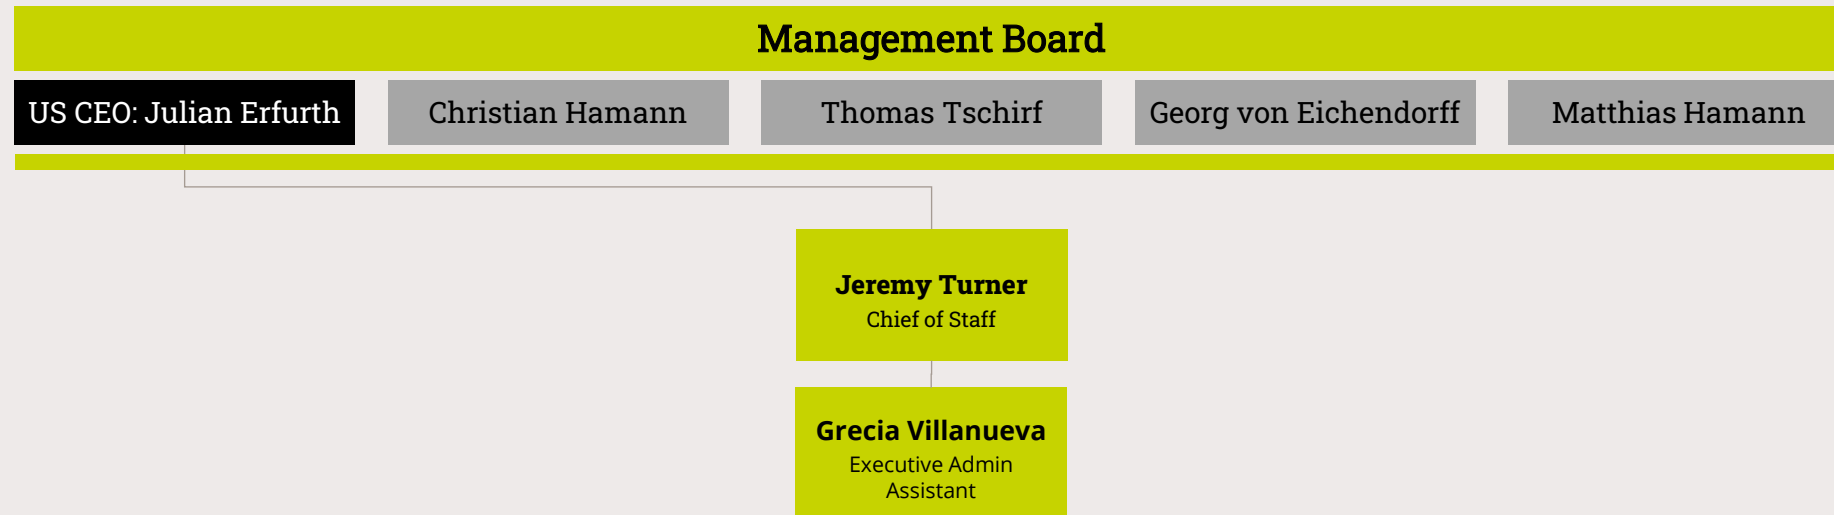 Management Board
US CEO: Julian Erfurth
Christian Hamann
Thomas Tschirf
Georg von Eichendorff
Matthias Hamann
Jeremy Turner
Chief of Staff
Grecia Villanueva
Executive Admin
Assistant